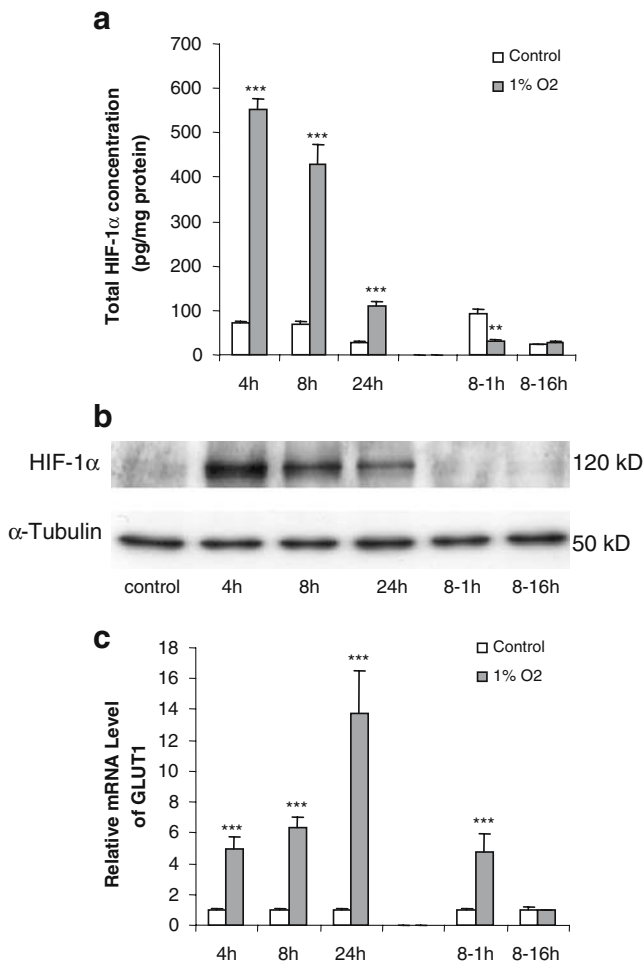 a
Total HIF-1α concentration
(pg/mg protein)
700
600
500
400
300
200
100
0
Control
1% O2
***
***
***
**
4h 8h 24h 8-1h 8-16h
b
HIF-1α 120 kD
α-Tubulin 50 kD
control 4h 8h 24h 8-1h 8-16h
c
Relative mRNA Level
of GLUT1
18
16
14
12
10
8
6
4
2
0
Control
1% O2
***
***
***
***
4h 8h 24h 8-1h 8-16h